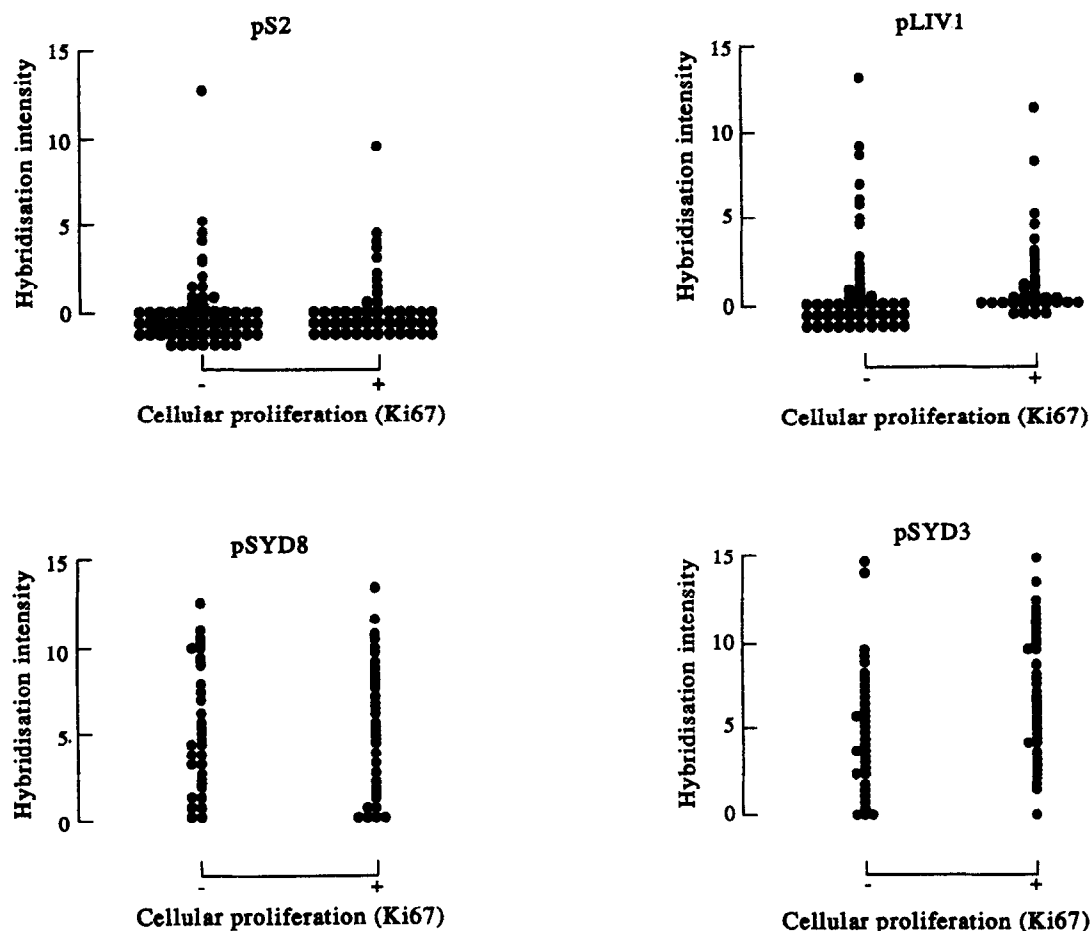 pS2
Hybridisation intensity
15
10
5
0
-
+
Cellular proliferation (Ki67)
pLIV1
Hybridisation intensity
15
10
5
0
-
+
Cellular proliferation (Ki67)
pSYD8
Hybridisation intensity
15
10
5
0
-
+
Cellular proliferation (Ki67)
pSYD3
Hybridisation intensity
15
10
5
0
-
+
Cellular proliferation (Ki67)